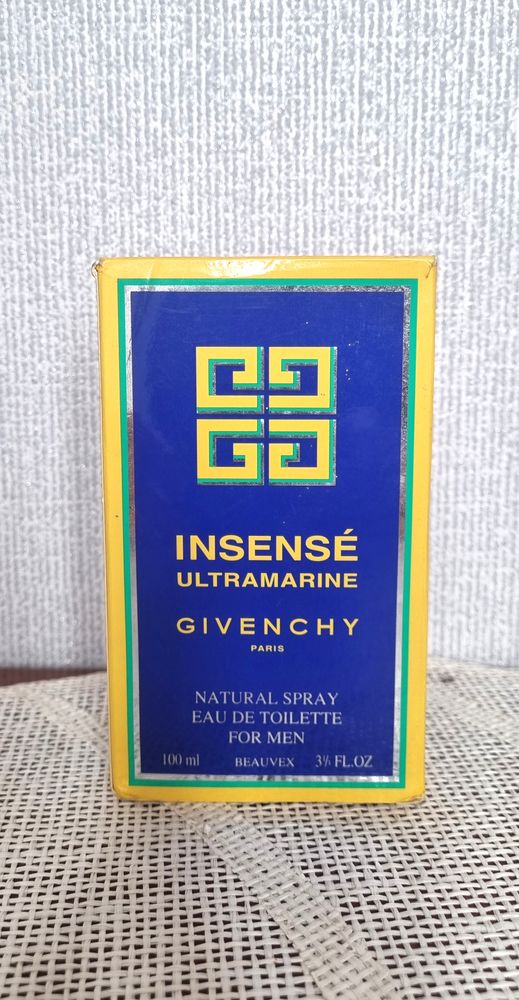 INSENSÉ
ULTRAMARINE
GIVENCHY
PARIS
NATURAL SPRAY
EAU DE TOILETTE
FOR MEN
100 ml BEAUVEX 3⅓ FL.OZ